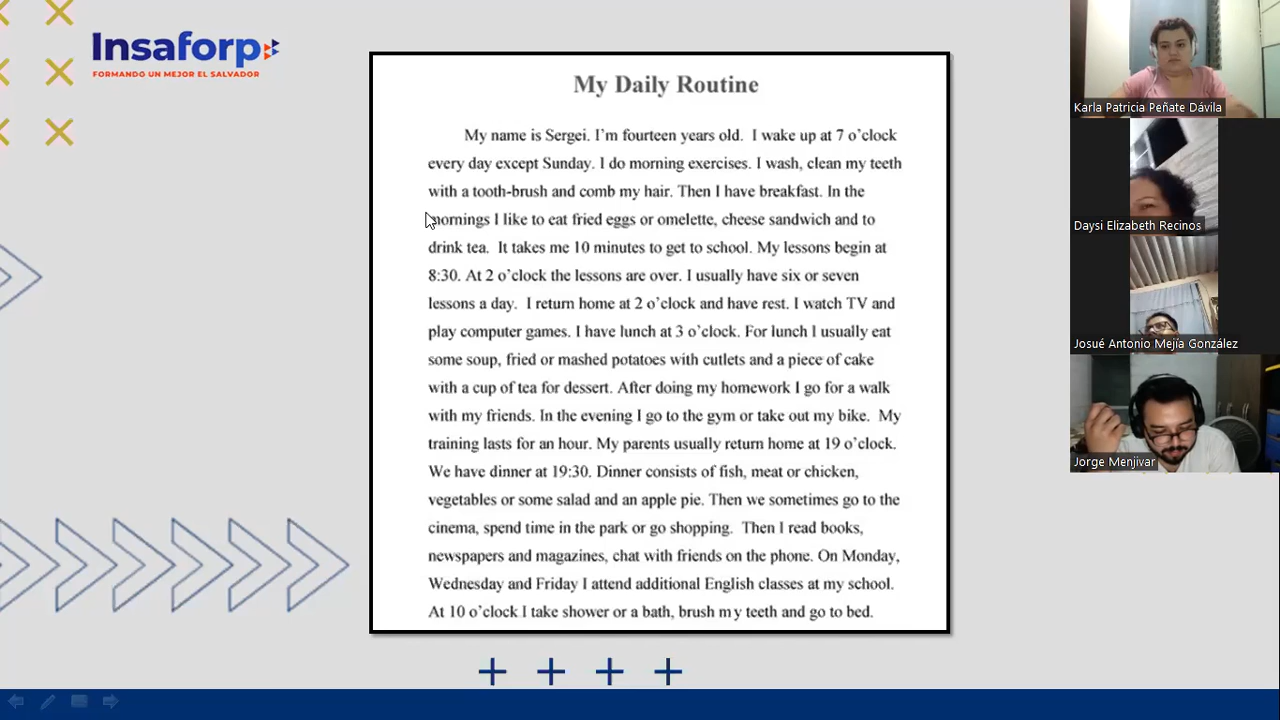 Insaforp
FORMANDO UN MEJOR EL SALVADOR
My Daily Routine
My name is Sergei. I'm fourteen years old. I wake up at 7 o'clock
every day except Sunday. I do morning exercises. I wash, clean my teeth
with a tooth-brush and comb my hair. Then I have breakfast. In the
mornings I like to eat fried eggs or omelette, cheese sandwich and to
drink tea. It takes me 10 minutes to get to school. My lessons begin at
8:30. At 2 o'clock the lessons are over. I usually have six or seven
lessons a day. I return home at 2 o'clock and have rest. I watch TV and
play computer games. I have lunch at 3 o'clock. For lunch I usually eat
some soup, fried or mashed potatoes with cutlets and a piece of cake
with a cup of tea for dessert. After doing my homework I go for a walk
with my friends. In the evening I go to the gym or take out my bike. My
training lasts for an hour. My parents usually return home at 19 o'clock.
We have dinner at 19:30. Dinner consists of fish, meat or chicken,
vegetables or some salad and an apple pie. Then we sometimes go to the
cinema, spend time in the park or go shopping. Then I read books,
newspapers and magazines, chat with friends on the phone. On Monday,
Wednesday and Friday I attend additional English classes at my school.
At 10 o'clock I take shower or a bath, brush my teeth and go to bed.
Karla Patricia Peñate Dávila
Daysi Elizabeth Recinos
Josué Antonio Mejía González
Jorge Menjivar